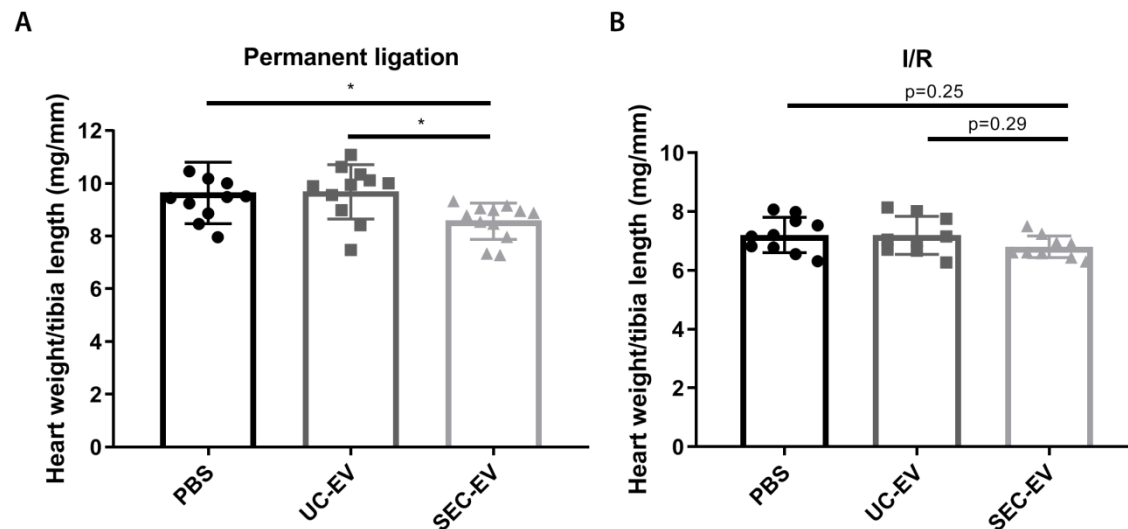 A
Permanent ligation
*
*
Heart weight/tibia length (mg/mm)
12
10
8
6
4
2
0
PBS
UC-EV
SEC-EV
B
I/R
p=0.25
p=0.29
Heart weight/tibia length (mg/mm)
10
8
6
4
2
0
PBS
UC-EV
SEC-EV